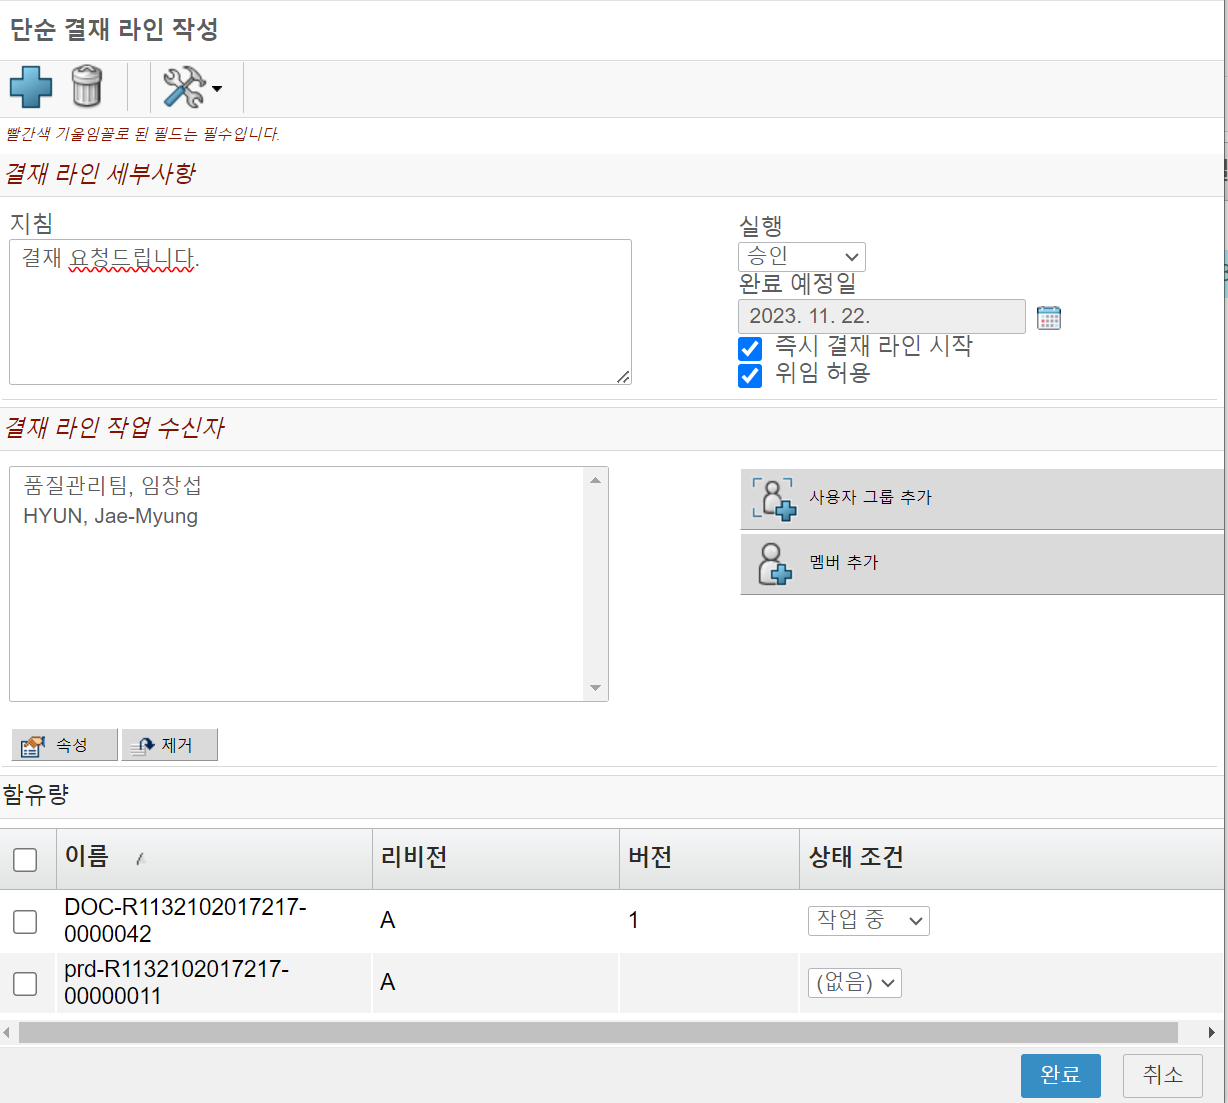 단순 결재 라인 작성
빨간색 기울임꼴로 된 필드는 필수입니다.
결재 라인 세부사항
지침
결재 요청드립니다.
실행
승인
완료 예정일
2023. 11. 22.
즉시 결재 라인 시작
위임 허용
결재 라인 작업 수신자
품질관리팀, 임창섭
HYUN, Jae-Myung
사용자 그룹 추가
멤버 추가
속성
제거
함유량
이름 리비전 버전 상태 조건
DOC-R1132102017217-
0000042
A 1 작업 중
prd-R1132102017217-
00000011
A (없음)
완료 취소